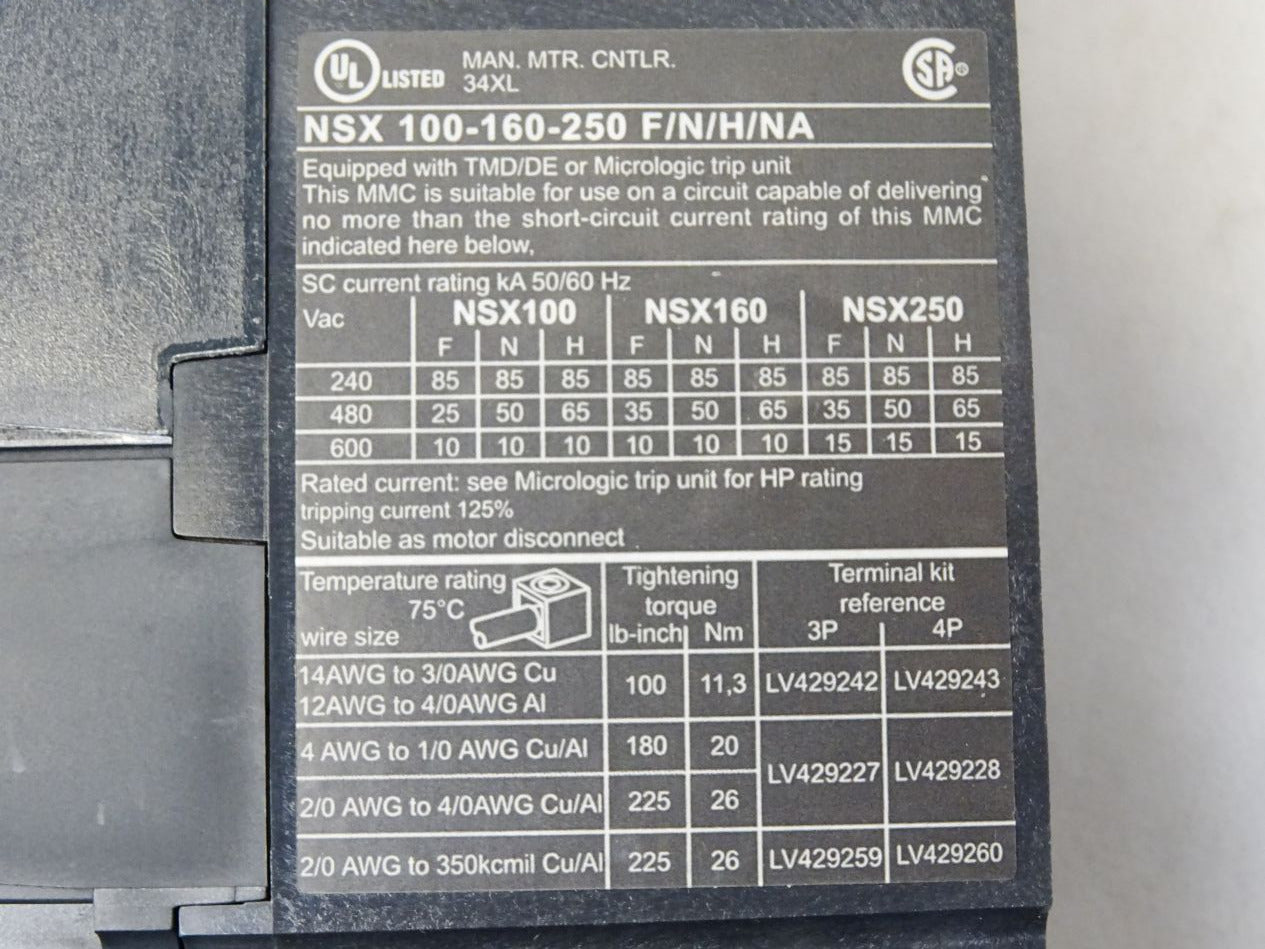 UL LISTED MAN. MTR. CNTLR.
34XL
SA
NSX 100-160-250 F/N/H/NA
Equipped with TMD/DE or Micrologic trip unit
This MMC is suitable for use on a circuit capable of delivering
no more than the short-circuit current rating of this MMC
indicated here below,
SC current rating kA 50/60 Hz
Vac NSX100 NSX160 NSX250
F N H F N H F N H
240 85 85 85 85 85 85 85 85 85
480 25 50 65 35 50 65 35 50 65
600 10 10 10 10 10 10 15 15 15
Rated current: see Micrologic trip unit for HP rating
tripping current 125%
Suitable as motor disconnect
Temperature rating Tightening Terminal kit
75°C torque reference
wire size lb-inch Nm 3P 4P
14AWG to 3/0AWG Cu
12AWG to 4/0AWG Al 100 11,3 LV429242 LV429243
4 AWG to 1/0 AWG Cu/Al 180 20
LV429227 LV429228
2/0 AWG to 4/0AWG Cu/Al 225 26
2/0 AWG to 350kcmil Cu/Al 225 26 LV429259 LV429260